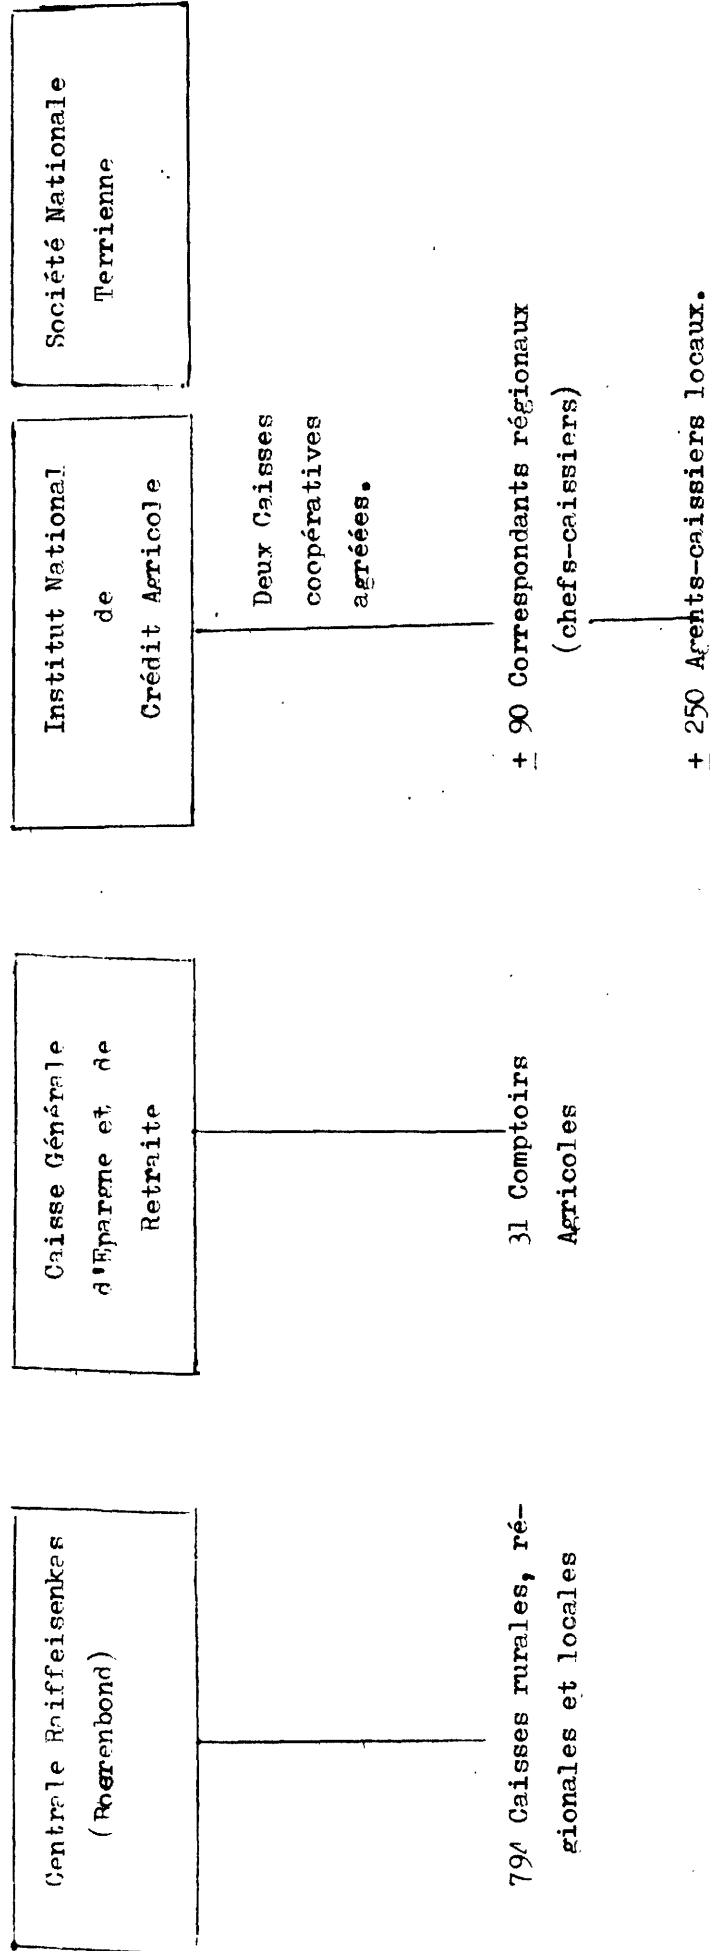 Centrale Raiffeisenkas
(Boerenbond)
Caisse Générale
d'Epargne et de
Retraite
Institut National
de
Crédit Agricole
Société Nationale
Terrienne
Deux Caisses
coopératives
agréées.
794 Caisses rurales, ré-
gionales et locales
31 Comptoirs
Agricoles
± 90 Correspondants régionaux
(chefs-caissiers)
± 250 Agents-caissiers locaux.